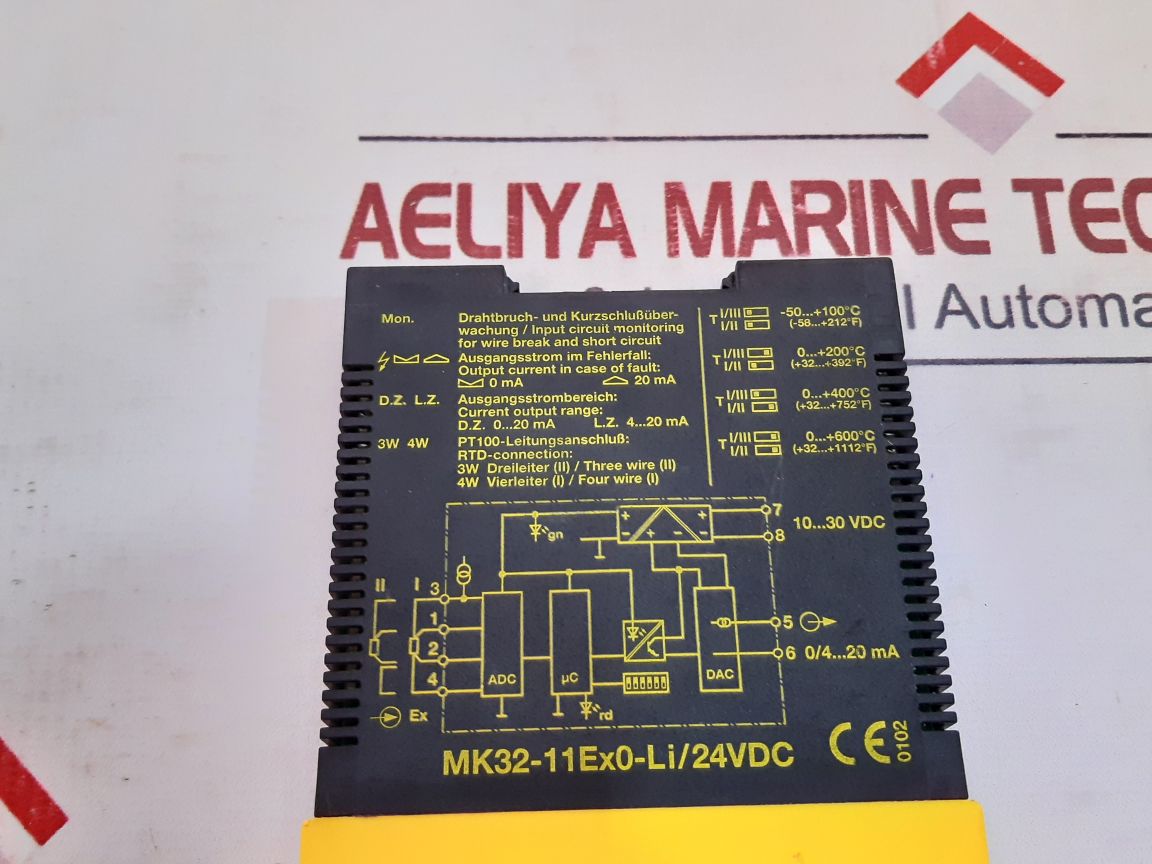 AELIYA MARINE TEC
l Automa
Mon. Drahtbruch- und Kurzschlußüber-
wachung / Input circuit monitoring
for wire break and short circuit
Ausgangsstrom im Fehlerfall:
Output current in case of fault:
0 mA 20 mA
D.Z. L.Z. Ausgangsstrombereich:
Current output range:
D.Z. 0...20 mA L.Z. 4...20 mA
3W 4W PT100-Leitungsanschluß:
RTD-connection:
3W Dreileiter (II) / Three wire (II)
4W Vierleiter (I) / Four wire (I)
T I/III -50...+100°C
I/II (-58...+212°F)
T I/III 0...+200°C
I/II (+32...+392°F)
T I/III 0...+400°C
I/II (+32...+752°F)
T I/III 0...+600°C
I/II (+32...+1112°F)
7
gn
+ - + - - +
8
10...30 VDC
II I 3
1
2
4
5
6 0/4...20 mA
ADC
µC
DAC
rd
Ex
MK32-11Ex0-Li/24VDC
CE 0102